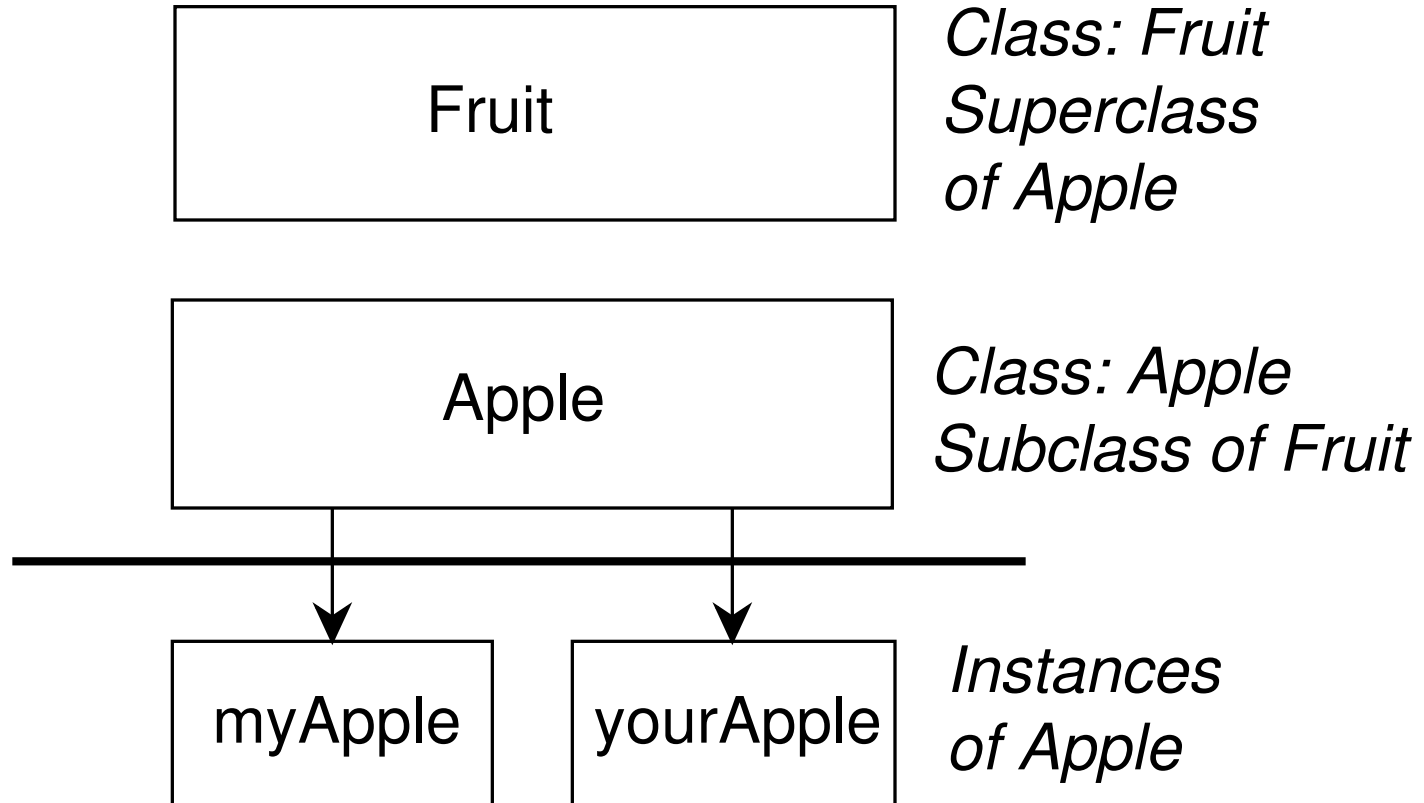 Fruit
Class: Fruit
Superclass
of Apple
Apple
Class: Apple
Subclass of Fruit
myApple
yourApple
Instances
of Apple